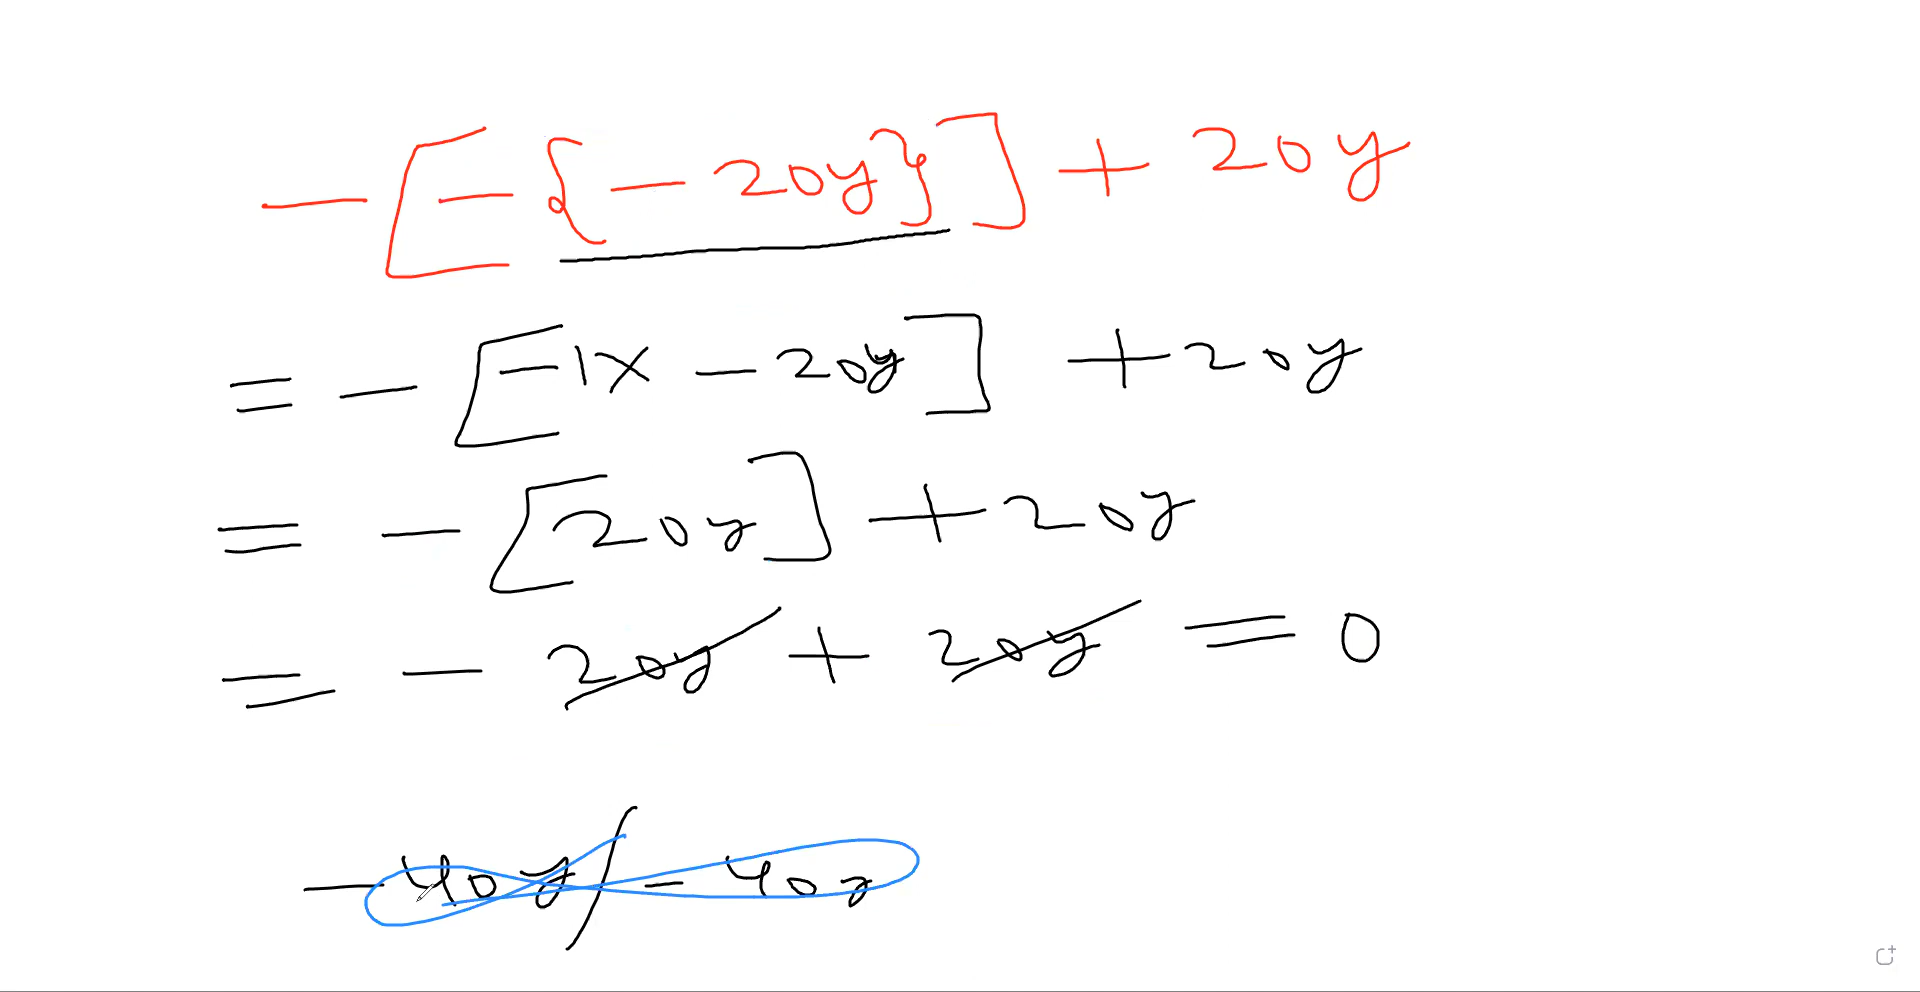 - [- {- 20y}] + 20y
= - [-1x - 20y] + 20y
= - [20y] + 20y
= - 20y + 20y = 0
- 40y / - 40y